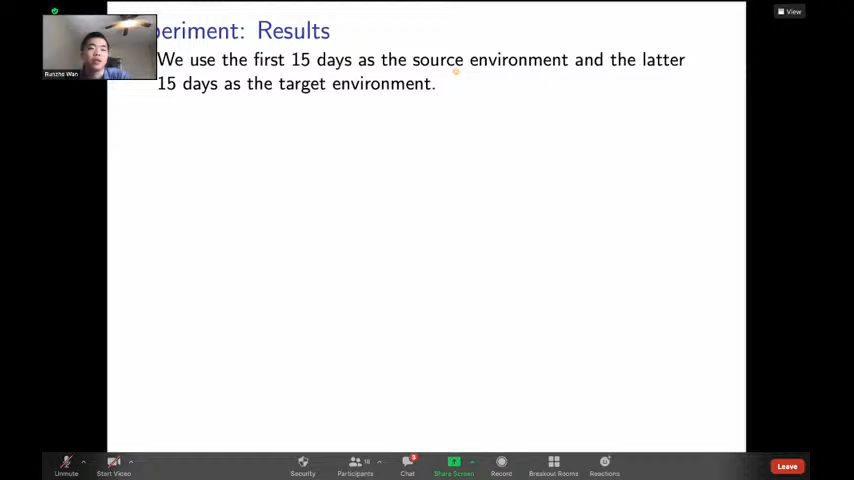 periment: Results
We use the first 15 days as the source environment and the latter
15 days as the target environment.
Runzhe Wan
View
Unmute
Start Video
Security
Participants
18
Chat
3
Share Screen
Record
Breakout Rooms
Reactions
Leave